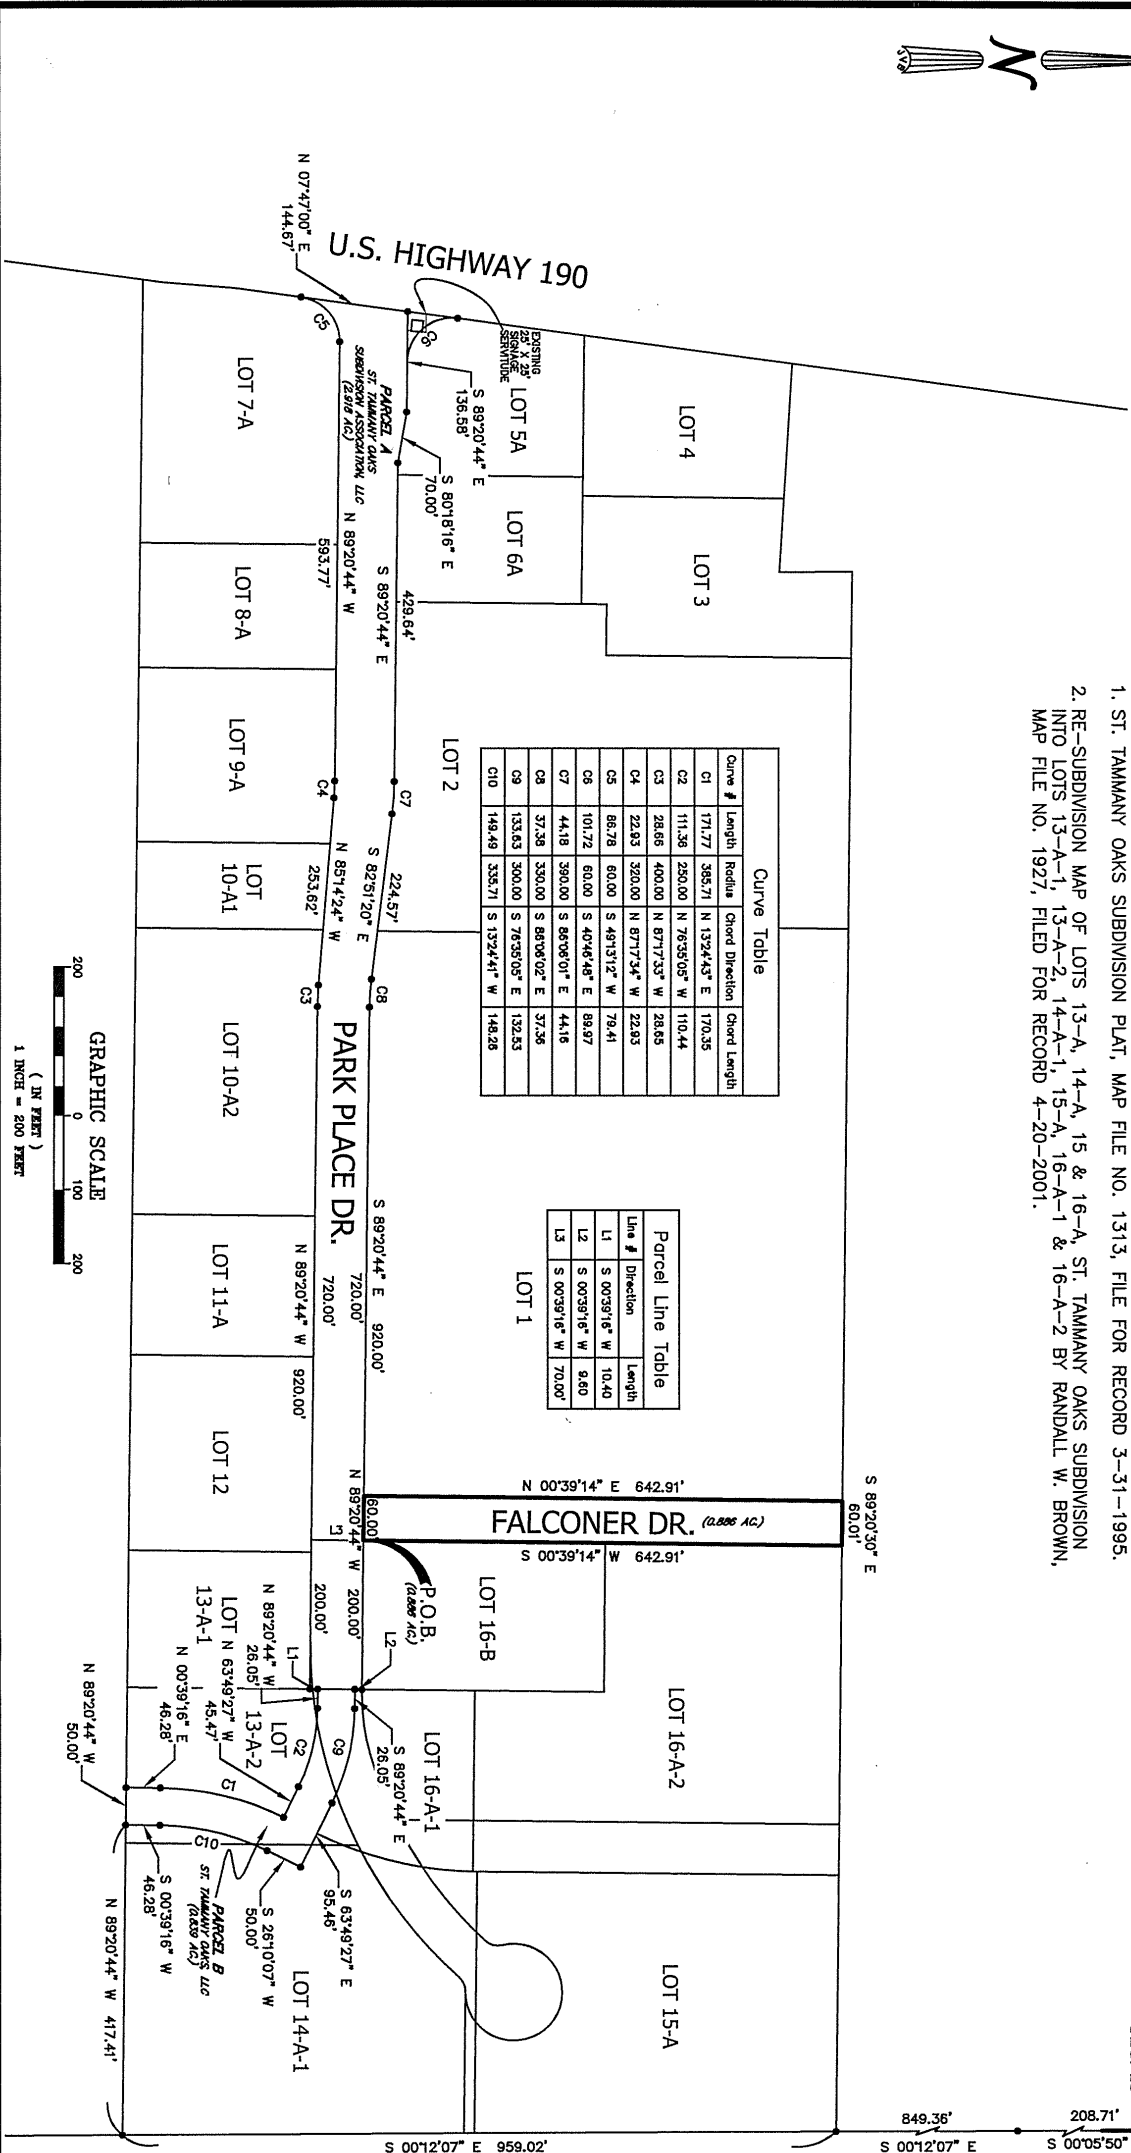 N
JVB
1. ST. TAMMANY OAKS SUBDIVISION PLAT, MAP FILE NO. 1313, FILE FOR RECORD 3-31-1995.
2. RE-SUBDIVISION MAP OF LOTS 13-A, 14-A, 15 & 16-A, ST. TAMMANY OAKS SUBDIVISION
INTO LOTS 13-A-1, 13-A-2, 14-A-1, 15-A, 16-A-1 & 16-A-2 BY RANDALL W. BROWN,
MAP FILE NO. 1927, FILED FOR RECORD 4-20-2001.
208.71'
S 00°05'50"
849.36'
S 00°12'07" E
S 00°12'07" E 959.02'
S 89°20'30" E
60.01'
N 00°39'14" E 642.91'
FALCONER DR. (0.886 AC.)
S 00°39'14" W 642.91'
U.S. HIGHWAY 190
N 07°47'00" E
144.67'
EXISTING
25' X 25'
SIGNAGE
SERVITUDE
LOT 4
LOT 3
LOT 5A
LOT 6A
LOT 2
LOT 1
LOT 16-B
LOT 16-A-2
LOT 15-A
LOT 16-A-1
LOT 14-A-1
Curve Table
Curve # Length Radius Chord Direction Chord Length
C1 171.77 385.71 N 13°24'43" E 170.35
C2 111.36 250.00 N 76°35'05" W 110.44
C3 28.66 400.00 N 87°17'33" W 28.65
C4 22.93 320.00 N 87°17'34" W 22.93
C5 86.78 60.00 S 49°13'12" W 79.41
C6 101.72 60.00 S 40°46'48" E 89.97
C7 44.18 390.00 S 86°06'01" E 44.16
C8 37.38 330.00 S 86°06'02" E 37.36
C9 133.63 300.00 S 76°35'05" E 132.53
C10 149.49 335.71 S 13°24'41" W 148.26
Parcel Line Table
Line # Direction Length
L1 S 00°39'16" W 10.40
L2 S 00°39'16" W 9.60
L3 S 00°39'16" W 70.00'
C6
S 89°20'44" E
136.58'
S 80°18'16" E
70.00'
429.64'
S 89°20'44" E
C7
224.57'
S 82°51'20" E
C8
S 89°20'44" E 920.00'
720.00'
60.00'
P.O.B.
(0.886 AC.)
N 89°20'44" W 200.00'
L2
S 89°20'44" E
26.05'
C9
S 63°49'27" E
95.46'
S 26°10'07" W
50.00'
C10
S 00°39'16" W
46.28'
PARCEL A
ST. TAMMANY OAKS
SUBDIVISION ASSOCIATION, LLC
(2.918 AC.)
PARK PLACE DR.
C5
N 89°20'44" W
593.77'
C4
N 85°14'24" W
253.62'
C3
720.00'
N 89°20'44" W 920.00'
L3
200.00'
L1
N 89°20'44" W
26.05'
C2
N 63°49'27" W
45.47'
C1
N 00°39'16" E
46.28'
PARCEL B
ST. TAMMANY OAKS, LLC
(0.839 AC.)
LOT 7-A
LOT 8-A
LOT 9-A
LOT
10-A1
LOT 10-A2
LOT 11-A
LOT 12
LOT
13-A-1
LOT
13-A-2
N 89°20'44" W
50.00'
N 89°20'44" W 417.41'
200 0 100 200
GRAPHIC SCALE
( IN FEET )
1 INCH = 200 FEET